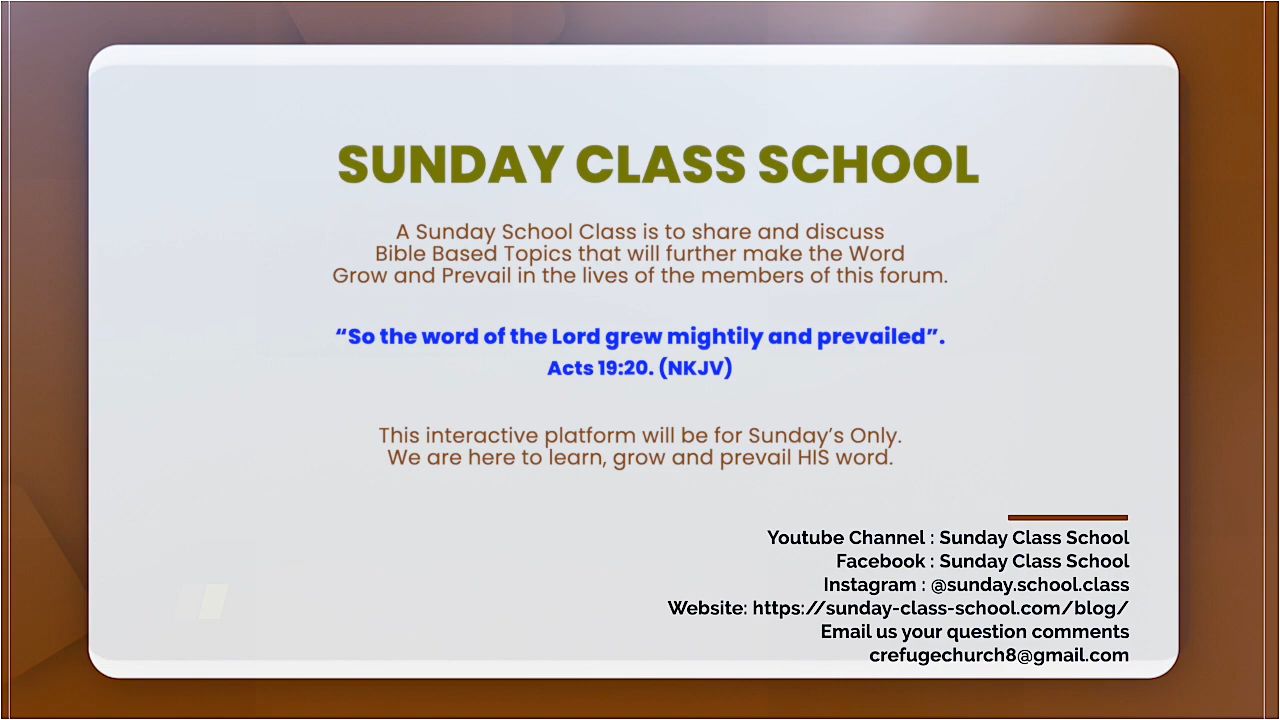 SUNDAY CLASS SCHOOL
A Sunday School Class is to share and discuss
Bible Based Topics that will further make the Word
Grow and Prevail in the lives of the members of this forum.
“So the word of the Lord grew mightily and prevailed”.
Acts 19:20. (NKJV)
This interactive platform will be for Sunday’s Only.
We are here to learn, grow and prevail HIS word.
Youtube Channel : Sunday Class School
Facebook : Sunday Class School
Instagram : @sunday.school.class
Website: https://sunday-class-school.com/blog/
Email us your question comments
crefugechurch8@gmail.com